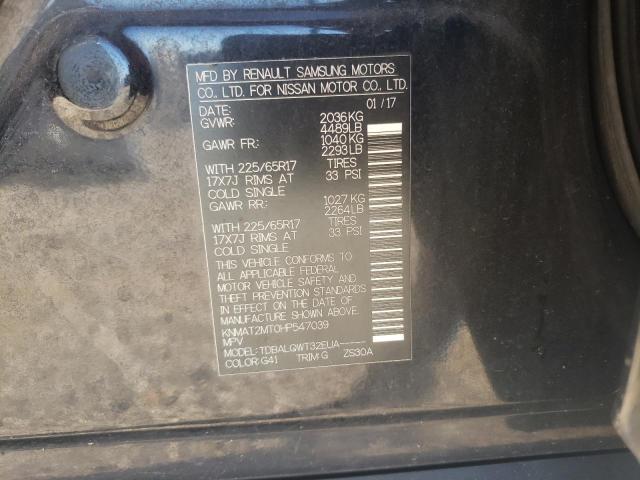 MFD BY RENAULT SAMSUNG MOTORS
CO., LTD. FOR NISSAN MOTOR CO., LTD.
DATE: 01/17
GVWR: 2036KG
4489LB
GAWR FR: 1040 KG
2293LB
WITH 225/65R17 TIRES
17X7J RIMS AT 33 PSI
COLD SINGLE
GAWR RR: 1027 KG
2264LB
WITH 225/65R17 TIRES
17X7J RIMS AT 33 PSI
COLD SINGLE
THIS VEHICLE CONFORMS TO
ALL APPLICABLE FEDERAL
MOTOR VEHICLE SAFETY AND
THEFT PREVENTION STANDARDS
IN EFFECT ON THE DATE OF
MANUFACTURE SHOWN ABOVE.
KNMAT2MT0HP547039
MPV
MODEL: TDBALQWT32EUA-----
COLOR: G41 TRIM: G ZS30A